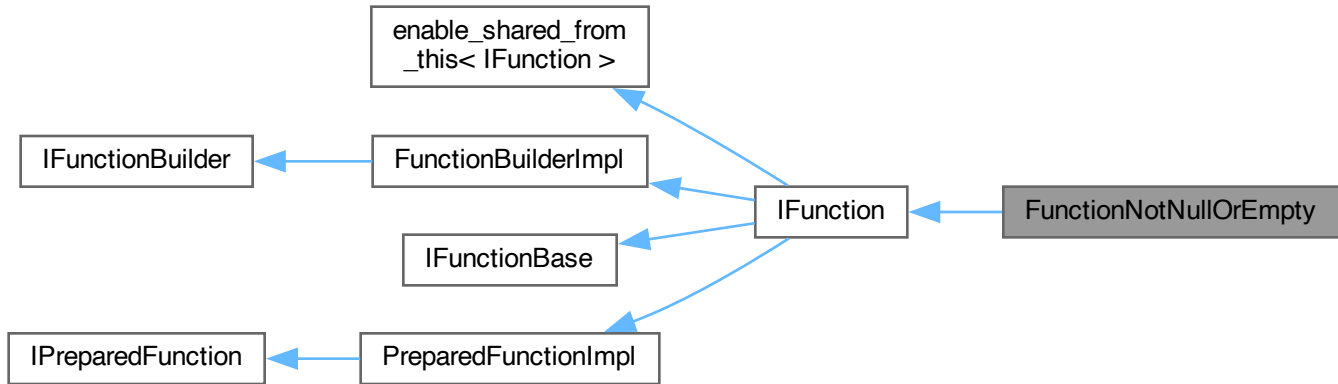 enable_shared_from
_this< IFunction >
IFunctionBuilder
FunctionBuilderImpl
IFunction
FunctionNotNullOrEmpty
IFunctionBase
IPreparedFunction
PreparedFunctionImpl